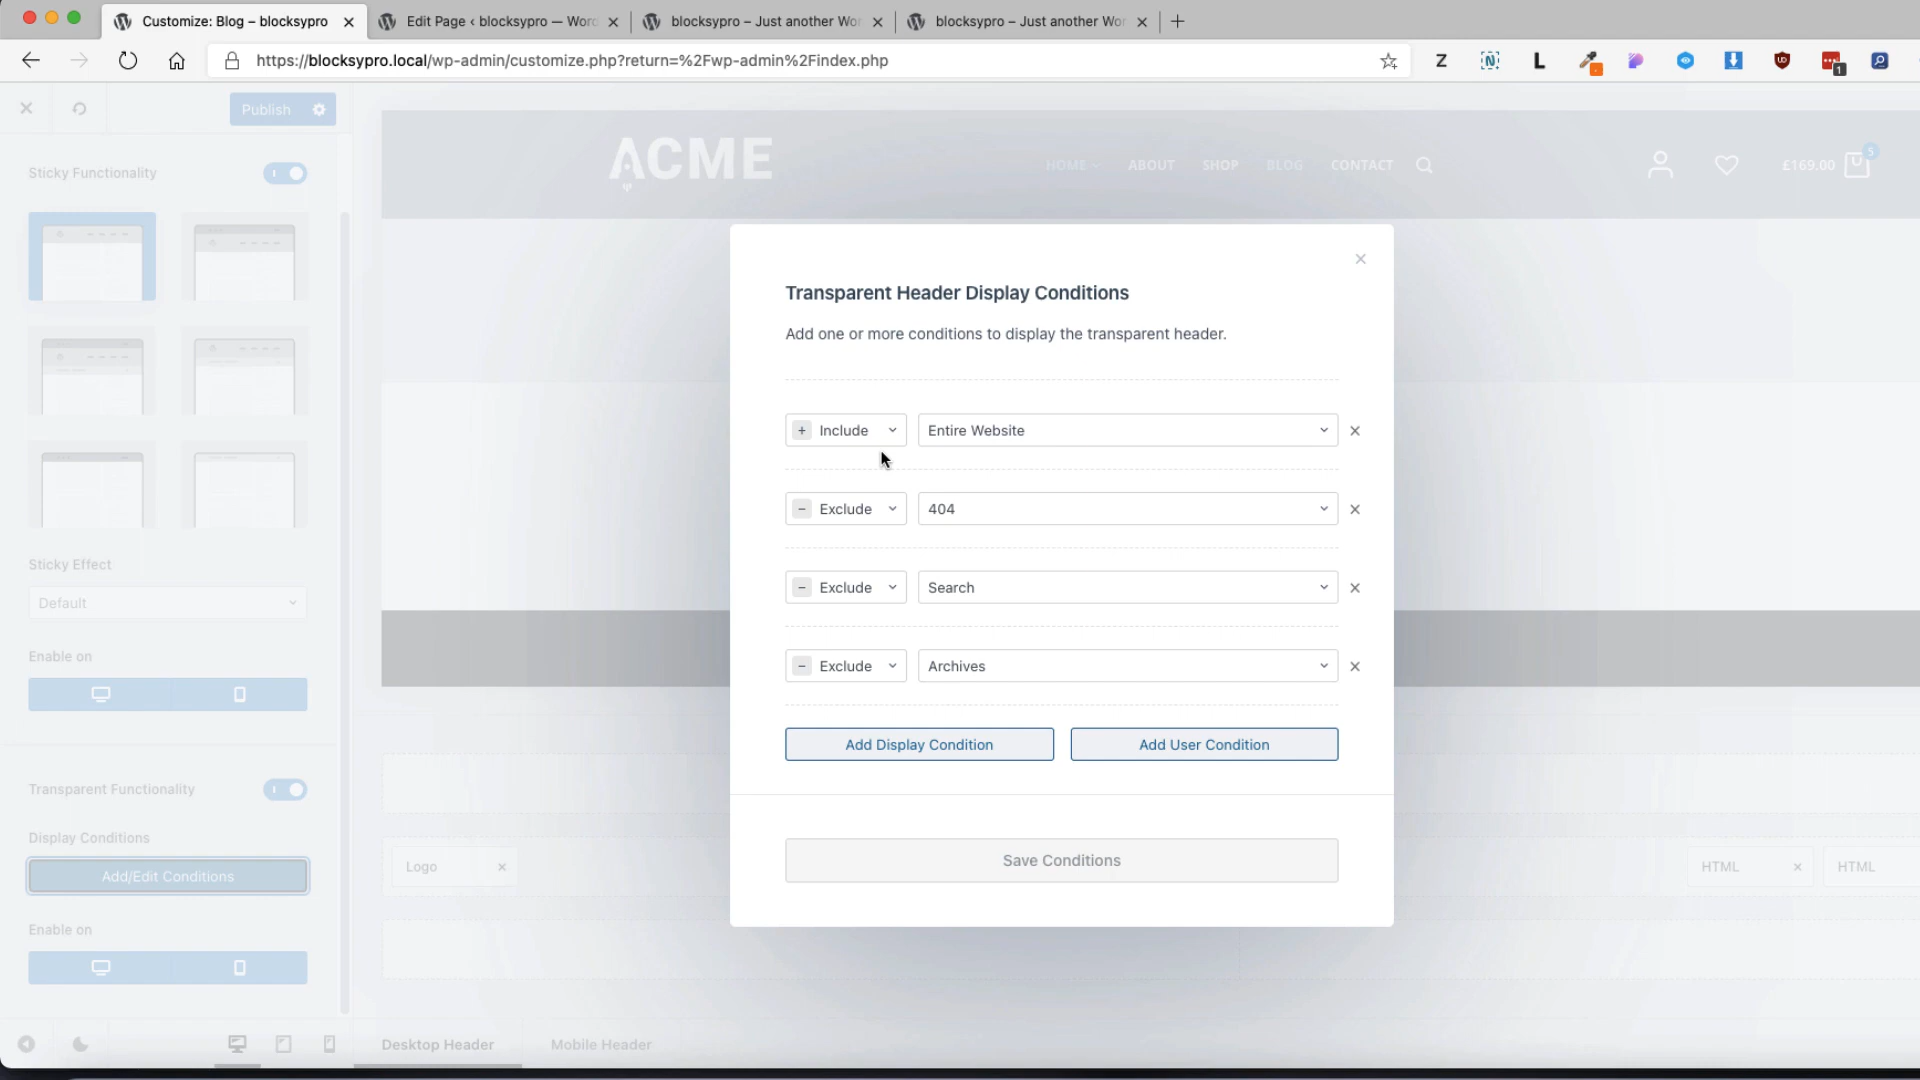 Customize: Blog – blocksypro
Edit Page ‹ blocksypro — Wor
blocksypro – Just another Wo
blocksypro – Just another Wor
https://blocksypro.local/wp-admin/customize.php?return=%2Fwp-admin%2Findex.php
Z
N
L
1
Publish
ACME
HOME
ABOUT
SHOP
BLOG
CONTACT
£169.00
5
Sticky Functionality
Transparent Header Display Conditions
Add one or more conditions to display the transparent header.
+ Include
Entire Website
− Exclude
404
− Exclude
Search
− Exclude
Archives
Add Display Condition
Add User Condition
Save Conditions
Sticky Effect
Default
Enable on
Transparent Functionality
Display Conditions
Add/Edit Conditions
Enable on
Logo
HTML
HTML
Desktop Header
Mobile Header